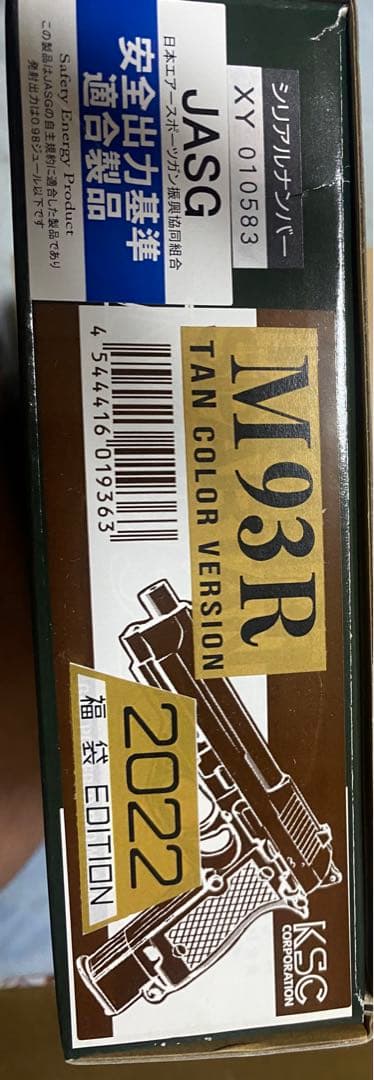 シリアルナンバー
XY 010583
JASG
日本エアースポーツガン振興協同組合
安全出力基準
適合製品
Safety Energy Product
この製品はJASGの自主規約に適合した製品であり
発射出力は0.98ジュール以下です
M93R
TAN COLOR VERSION
4 544416 019363
2022
福袋 EDITION
KSC
CORPORATION